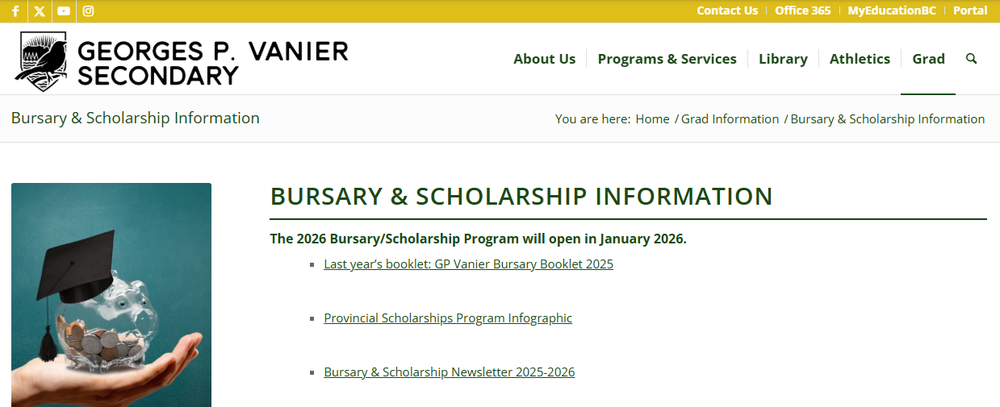 Contact Us
Office 365
MyEducationBC
Portal
GEORGES P. VANIER
SECONDARY
About Us
Programs & Services
Library
Athletics
Grad
Bursary & Scholarship Information
You are here: Home / Grad Information / Bursary & Scholarship Information
BURSARY & SCHOLARSHIP INFORMATION
The 2026 Bursary/Scholarship Program will open in January 2026.
Last year’s booklet: GP Vanier Bursary Booklet 2025
Provincial Scholarships Program Infographic
Bursary & Scholarship Newsletter 2025-2026